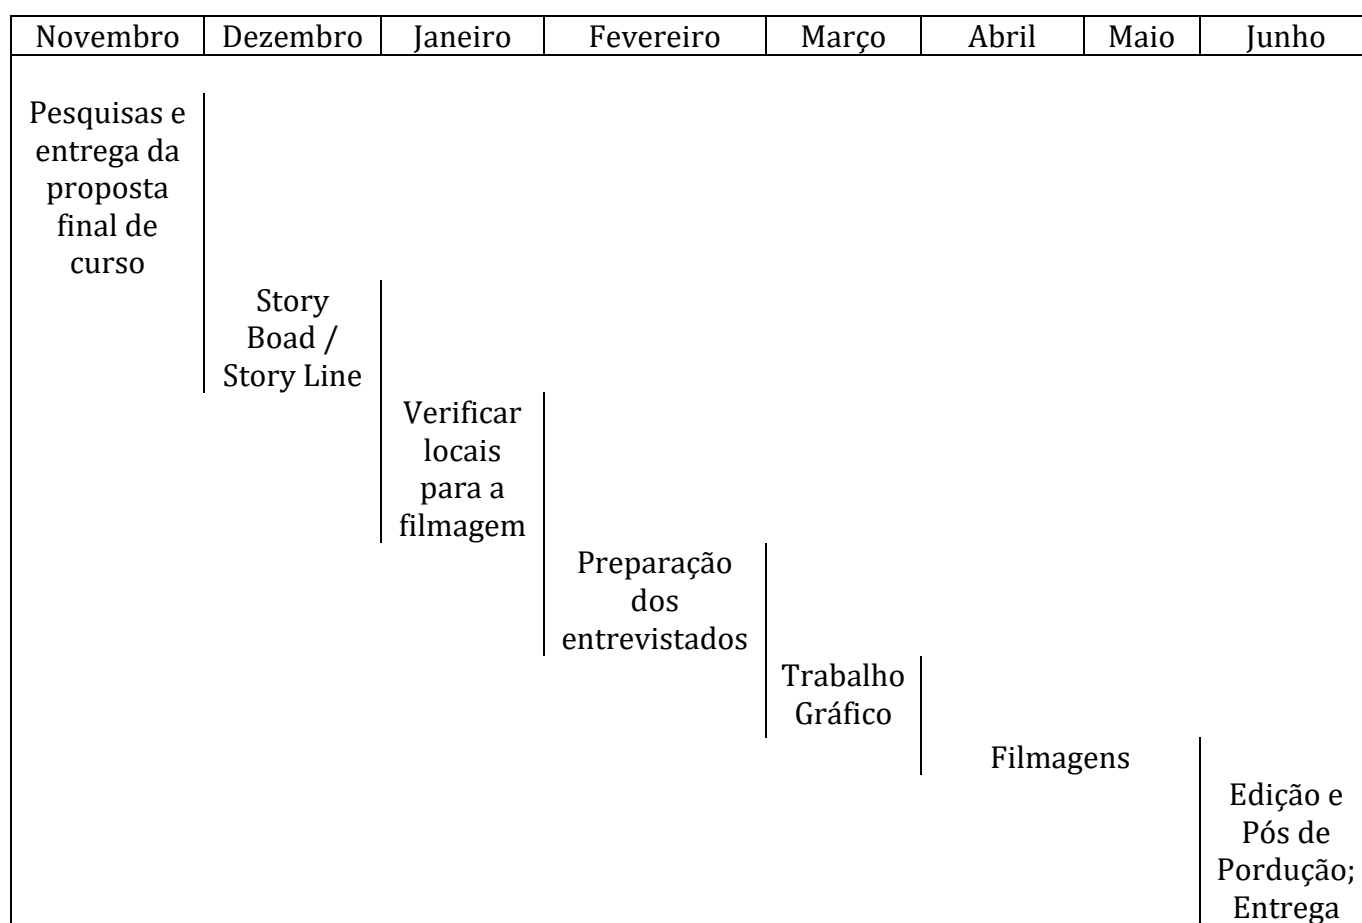 Novembro Dezembro Janeiro Fevereiro Março Abril Maio Junho
Pesquisas e
entrega da
proposta
final de
curso
Story
Boad /
Story Line
Verificar
locais
para a
filmagem
Preparação
dos
entrevistados
Trabalho
Gráfico
Filmagens
Edição e
Pós de
Pordução;
Entrega